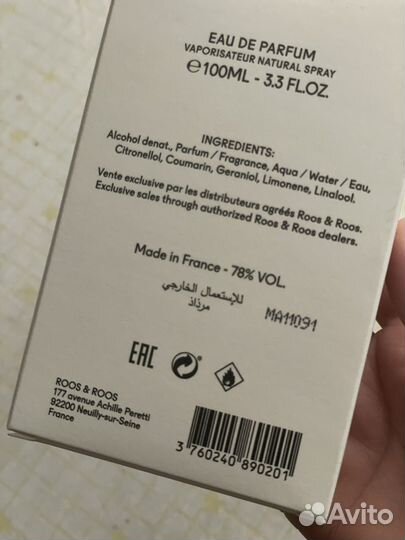 EAU DE PARFUM
VAPORISATEUR NATURAL SPRAY
℮100ML - 3.3 FL.OZ.
INGREDIENTS:
Alcohol denat., Parfum / Fragrance, Aqua / Water / Eau,
Citronellol, Coumarin, Geraniol, Limonene, Linalool.
Vente exclusive par les distributeurs agréés Roos & Roos.
Exclusive sales through authorized Roos & Roos dealers.
Made in France - 78% VOL.
للإستعمال الخارجي
مرذاذ
MA11091
EAC
ROOS & ROOS
177 avenue Achille Peretti
92200 Neuilly-sur-Seine
France
3 760240 890201
Avito